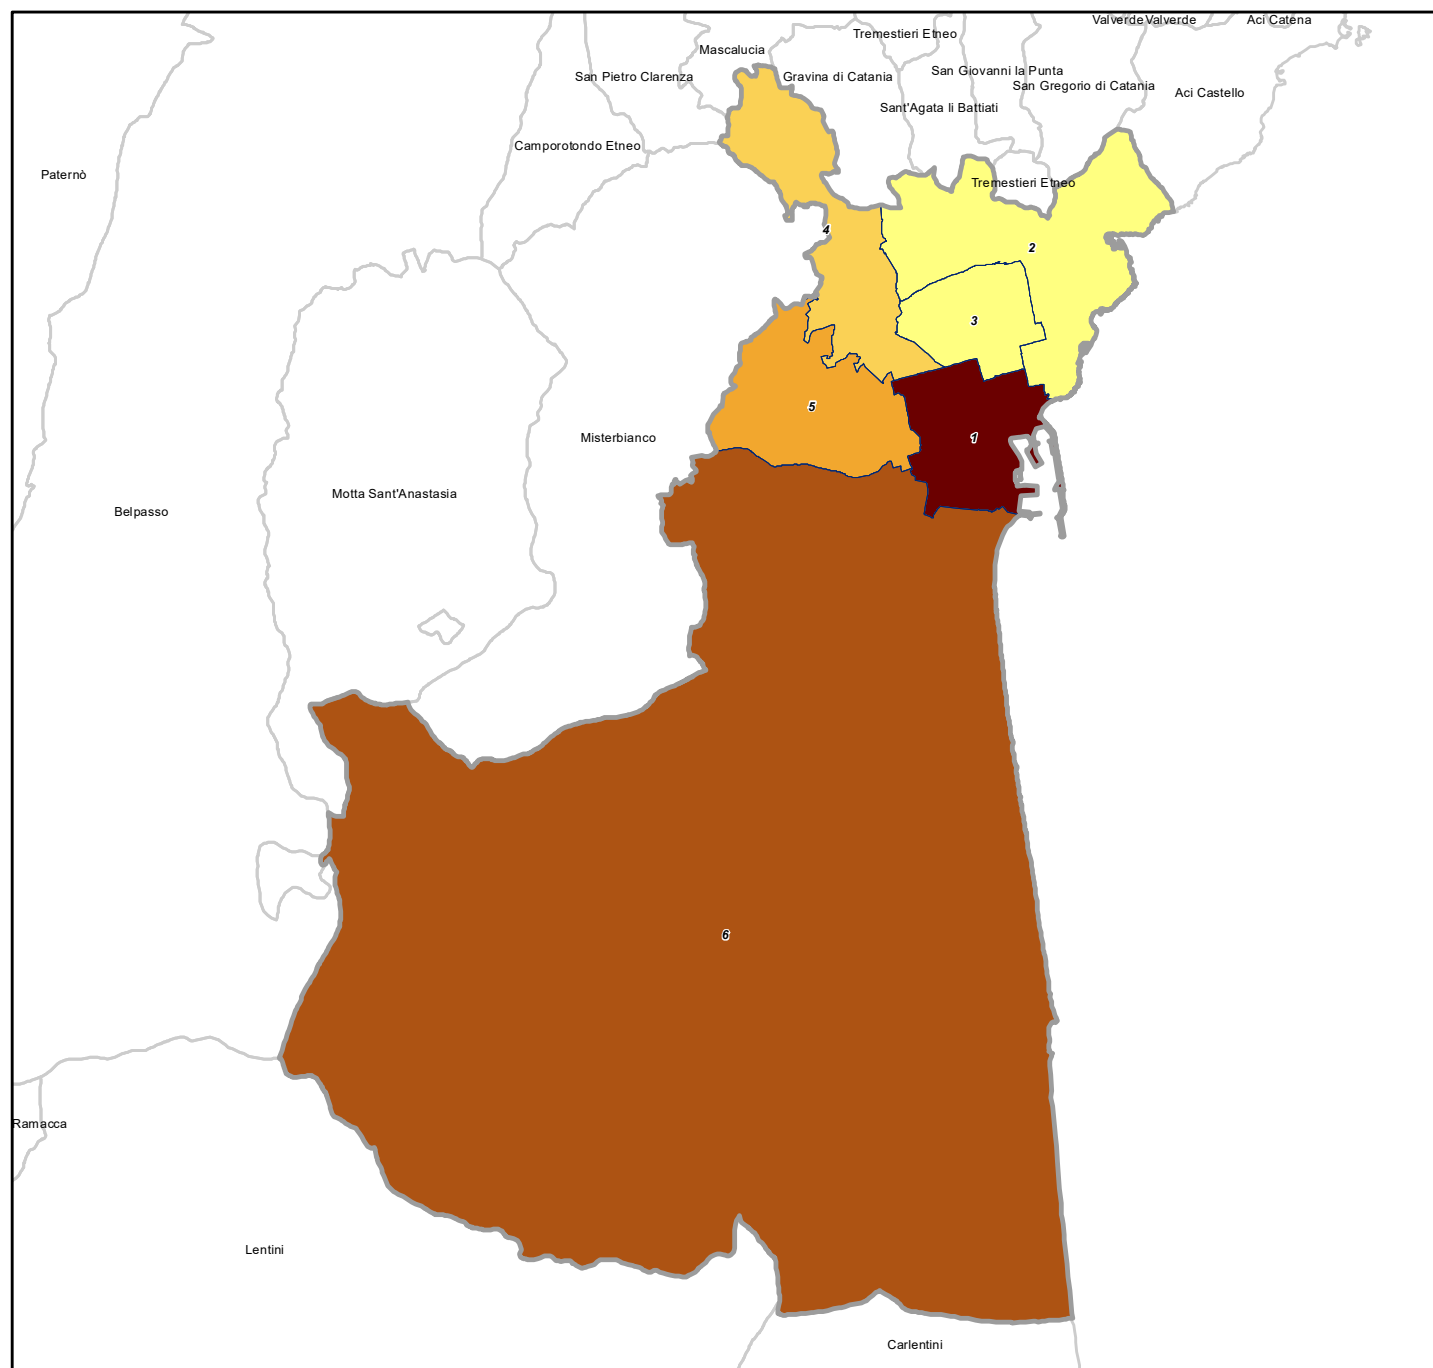 Valverde Valverde Aci Catena
Tremestieri Etneo
Mascalucia
San Pietro Clarenza
Gravina di Catania
San Giovanni la Punta
San Gregorio di Catania
Aci Castello
Sant'Agata li Battiati
Camporotondo Etneo
Paternò
Tremestieri Etneo
4
2
3
5
1
Misterbianco
Motta Sant'Anastasia
Belpasso
6
Ramacca
Lentini
Carlentini